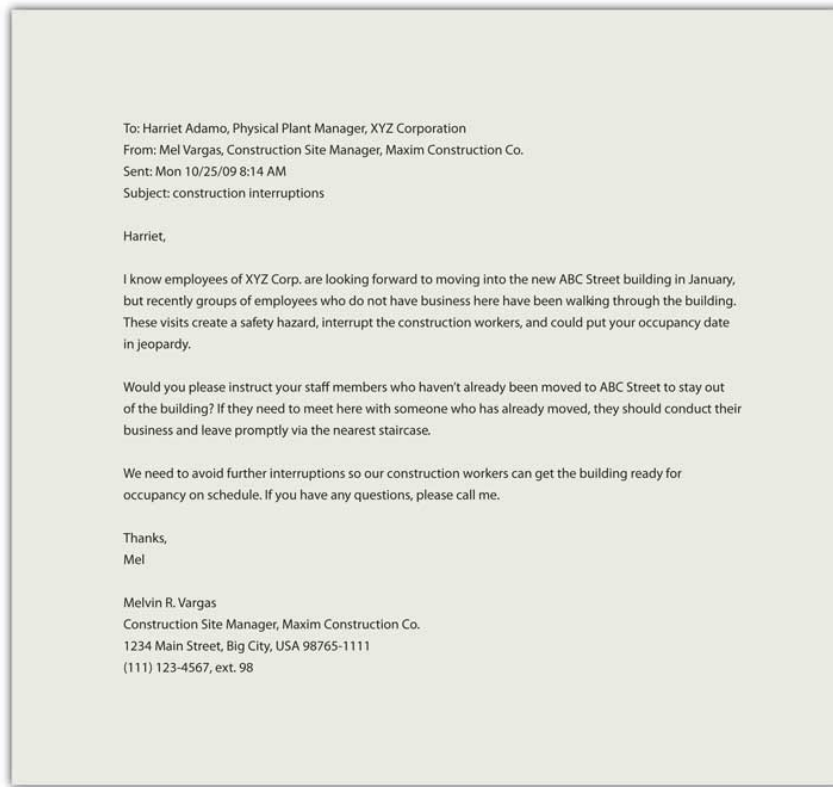 To: Harriet Adamo, Physical Plant Manager, XYZ Corporation
From: Mel Vargas, Construction Site Manager, Maxim Construction Co.
Sent: Mon 10/25/09 8:14 AM
Subject: construction interruptions
Harriet,
I know employees of XYZ Corp. are looking forward to moving into the new ABC Street building in January,
but recently groups of employees who do not have business here have been walking through the building.
These visits create a safety hazard, interrupt the construction workers, and could put your occupancy date
in jeopardy.
Would you please instruct your staff members who haven't already been moved to ABC Street to stay out
of the building? If they need to meet here with someone who has already moved, they should conduct their
business and leave promptly via the nearest staircase.
We need to avoid further interruptions so our construction workers can get the building ready for
occupancy on schedule. If you have any questions, please call me.
Thanks,
Mel
Melvin R. Vargas
Construction Site Manager, Maxim Construction Co.
1234 Main Street, Big City, USA 98765-1111
(111) 123-4567, ext. 98